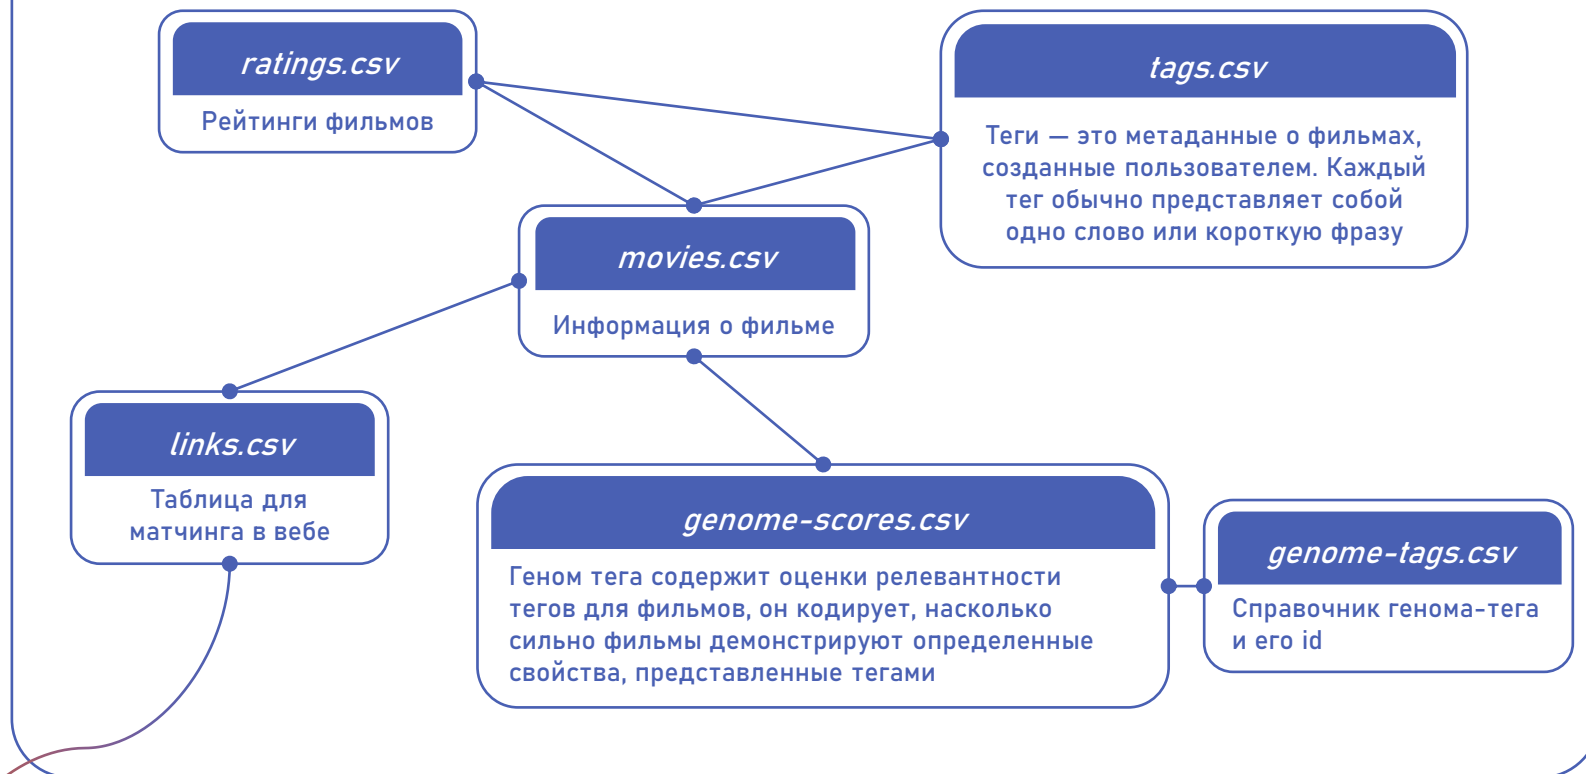 ratings.csv
Рейтинги фильмов
tags.csv
Теги — это метаданные о фильмах,
созданные пользователем. Каждый
тег обычно представляет собой
одно слово или короткую фразу
movies.csv
Информация о фильме
links.csv
Таблица для
матчинга в вебе
genome-scores.csv
Геном тега содержит оценки релевантности
тегов для фильмов, он кодирует, насколько
сильно фильмы демонстрируют определенные
свойства, представленные тегами
genome-tags.csv
Справочник генома-тега
и его id